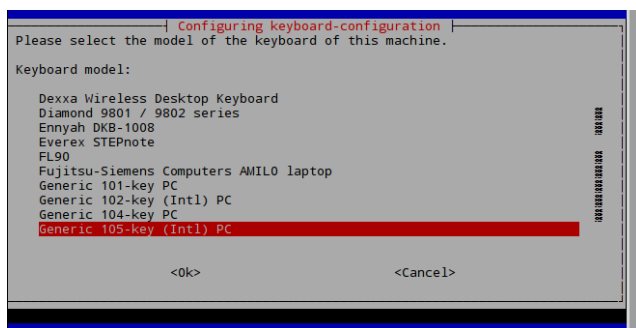 Configuring keyboard-configuration
Please select the model of the keyboard of this machine.
Keyboard model:
Dexxa Wireless Desktop Keyboard
Diamond 9801 / 9802 series
Ennyah DKB-1008
Everex STEPnote
FL90
Fujitsu-Siemens Computers AMILO laptop
Generic 101-key PC
Generic 102-key (Intl) PC
Generic 104-key PC
Generic 105-key (Intl) PC
<Ok> <Cancel>